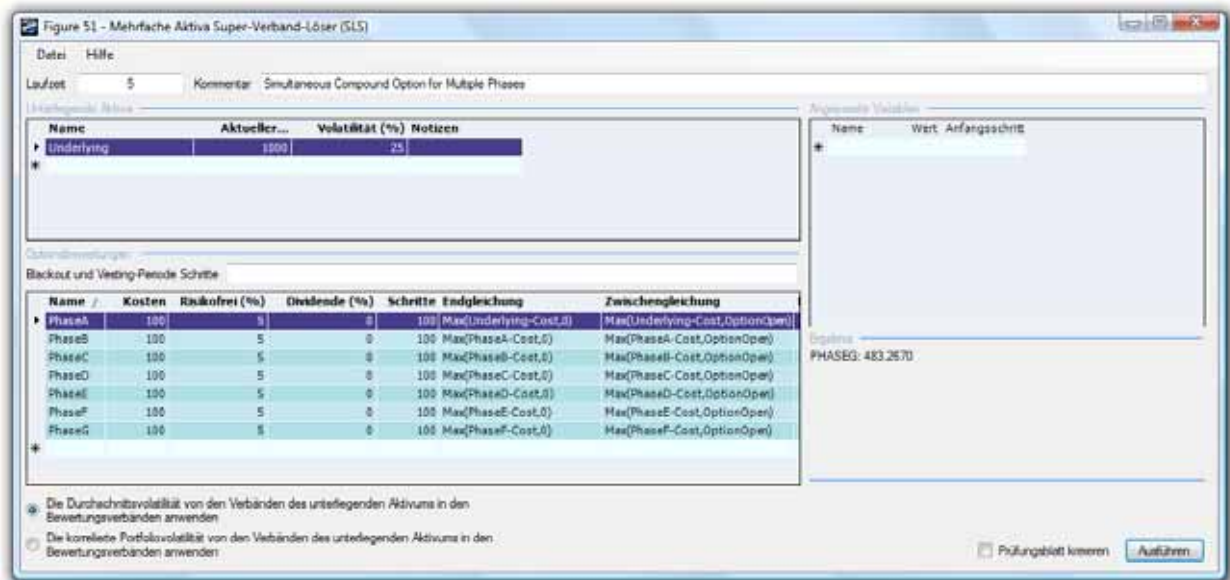 Figure 51 - Mehrfache Aktiva Super-Verband-Löser (SLS)
Datei Hilfe
Laufzeit 5 Kommentar Simultaneous Compound Option for Multiple Phases
Unterliegende Aktiva
Name Aktueller... Volatilität (%) Notizen
Underlying 1000 25
Angepasste Variablen
Name Wert Anfangsschritt
Optionsbewertungen
Blackout und Vesting-Periode Schritte
Name Kosten Risikofrei (%) Dividende (%) Schritte Endgleichung Zwischengleichung
PhaseA 100 5 0 100 Max(Underlying-Cost,0) Max(Underlying-Cost,OptionOpen)
PhaseB 100 5 0 100 Max(PhaseA-Cost,0) Max(PhaseA-Cost,OptionOpen)
PhaseC 100 5 0 100 Max(PhaseB-Cost,0) Max(PhaseB-Cost,OptionOpen)
PhaseD 100 5 0 100 Max(PhaseC-Cost,0) Max(PhaseC-Cost,OptionOpen)
PhaseE 100 5 0 100 Max(PhaseD-Cost,0) Max(PhaseD-Cost,OptionOpen)
PhaseF 100 5 0 100 Max(PhaseE-Cost,0) Max(PhaseE-Cost,OptionOpen)
PhaseG 100 5 0 100 Max(PhaseF-Cost,0) Max(PhaseF-Cost,OptionOpen)
Ergebnis
PHASEG: 483.2670
Die Durchschnittsvolatilität von den Verbänden des unterliegenden Aktivums in den
Bewertungsverbänden anwenden
Die korrelierte Portfoliovolatilität von den Verbänden des unterliegenden Aktivums in den
Bewertungsverbänden anwenden
Prüfungsblatt kreieren Ausführen